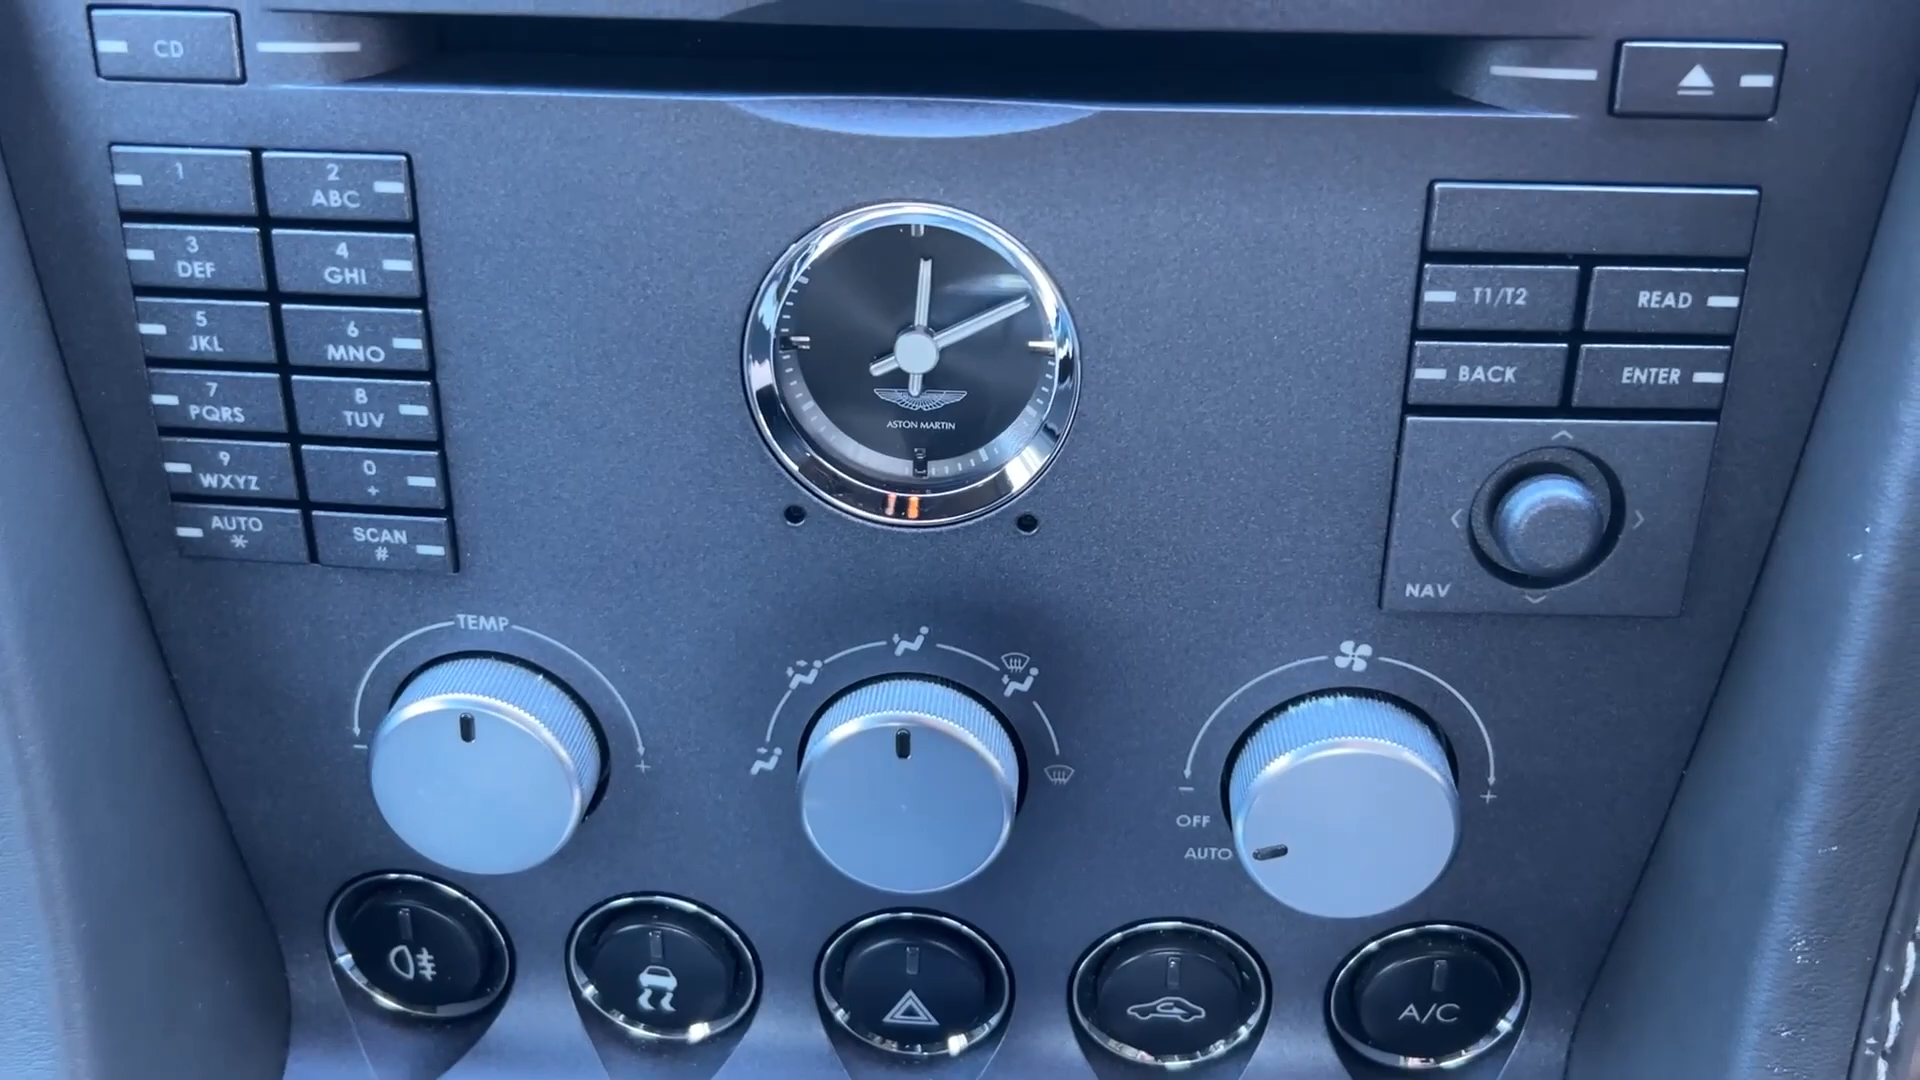 CD
1
2
ABC
3
DEF
4
GHI
5
JKL
6
MNO
7
PQRS
8
TUV
9
WXYZ
0
+
AUTO
*
SCAN
#
ASTON MARTIN
T1/T2
READ
BACK
ENTER
NAV
TEMP
-
+
-
+
OFF
AUTO
A/C